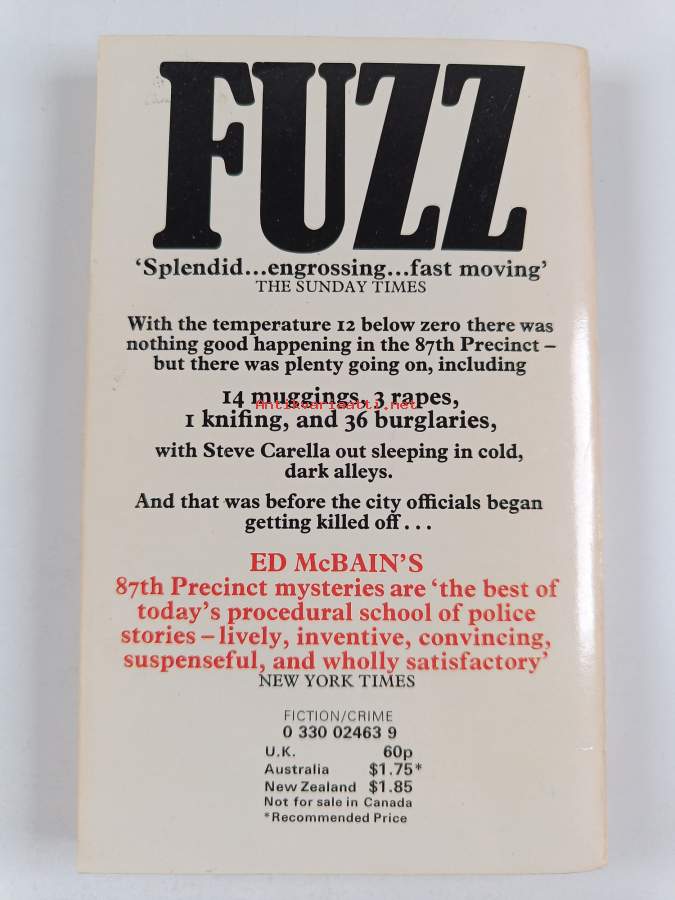 FUZZ
‘Splendid...engrossing...fast moving’
THE SUNDAY TIMES
With the temperature 12 below zero there was
nothing good happening in the 87th Precinct –
but there was plenty going on, including
14 muggings, 3 rapes,
Antikvariaatti.net
1 knifing, and 36 burglaries,
with Steve Carella out sleeping in cold,
dark alleys.
And that was before the city officials began
getting killed off . . .
ED McBAIN’S
87th Precinct mysteries are ‘the best of
today’s procedural school of police
stories – lively, inventive, convincing,
suspenseful, and wholly satisfactory’
NEW YORK TIMES
FICTION/CRIME
0 330 02463 9
U.K. 60p
Australia $1.75*
New Zealand $1.85
Not for sale in Canada
*Recommended Price